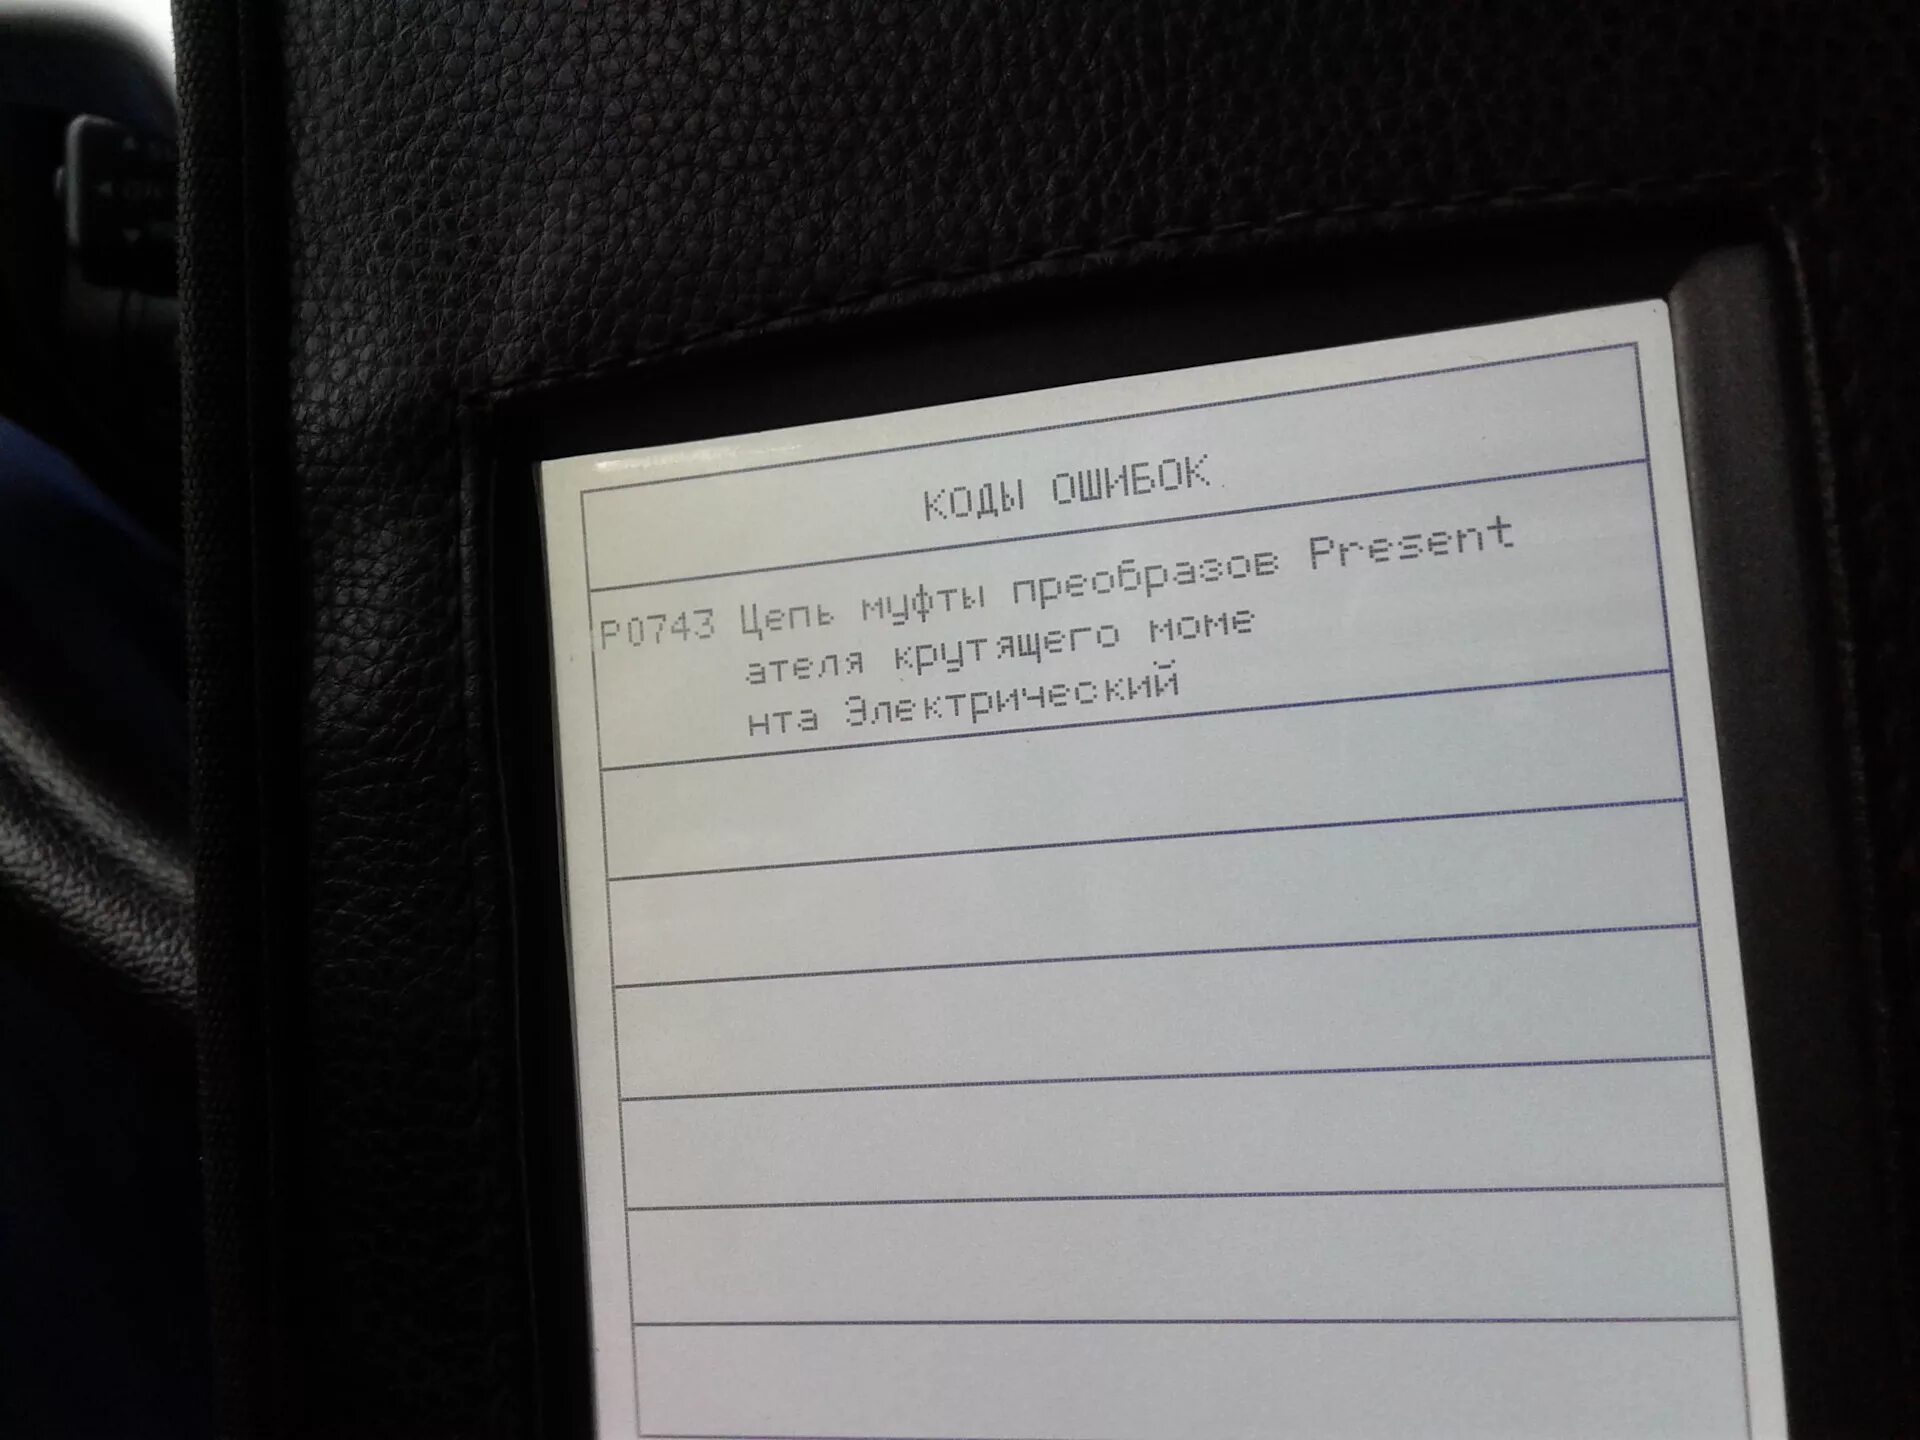 КОДЫ ОШИБОК
P0743 Цепь муфты преобразов Present
ателя крутящего моме
нта Электрический